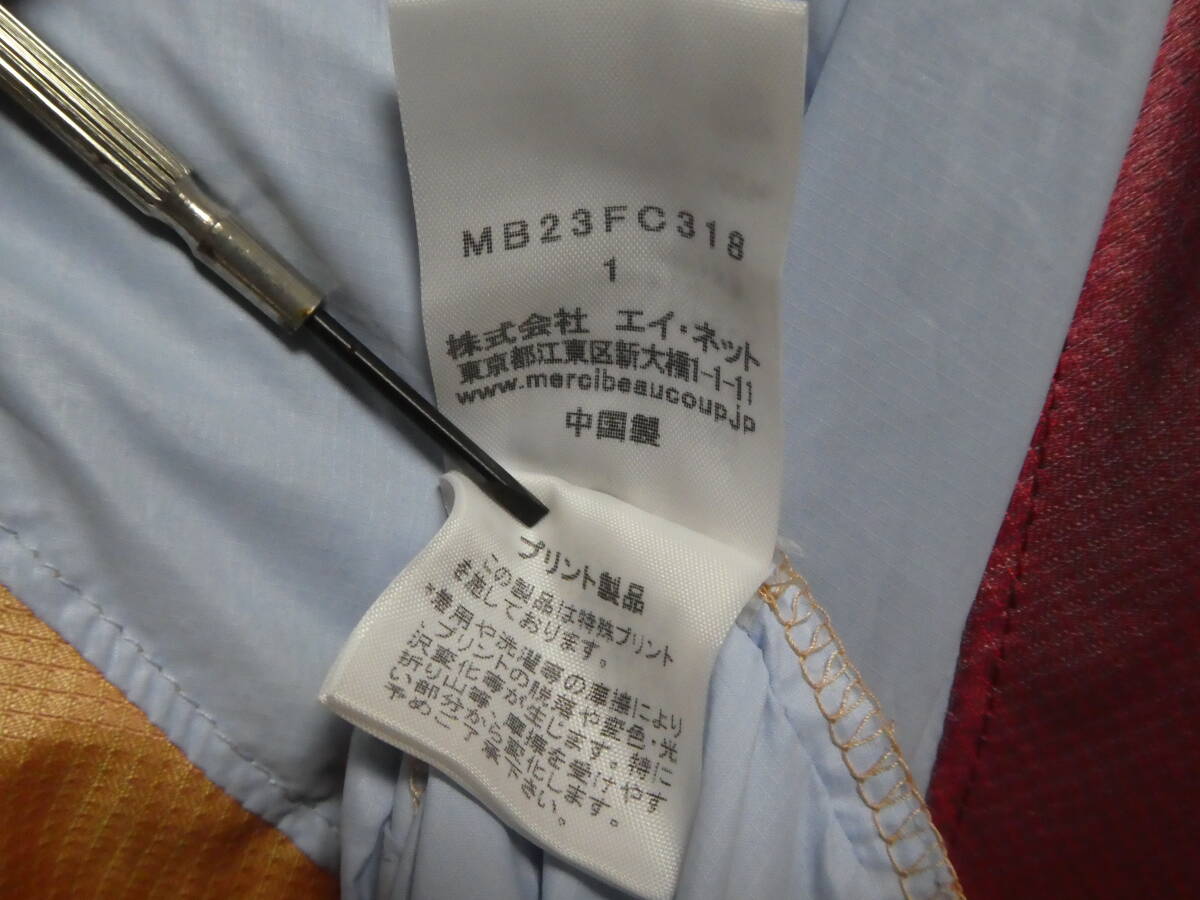 MB23FC318
1
株式会社 エイ・ネット
東京都江東区新大橋1-1-11
www.mercibeaucoup.jp
中国製
プリント製品
この製品は特殊プリント
を施しております。
*着用や洗濯等の摩擦により
、プリントの脱落や変色・光
沢変化等が生じます。特に
折り山等、摩擦を受けやす
い部分から変化します。
予めご了承下さい。